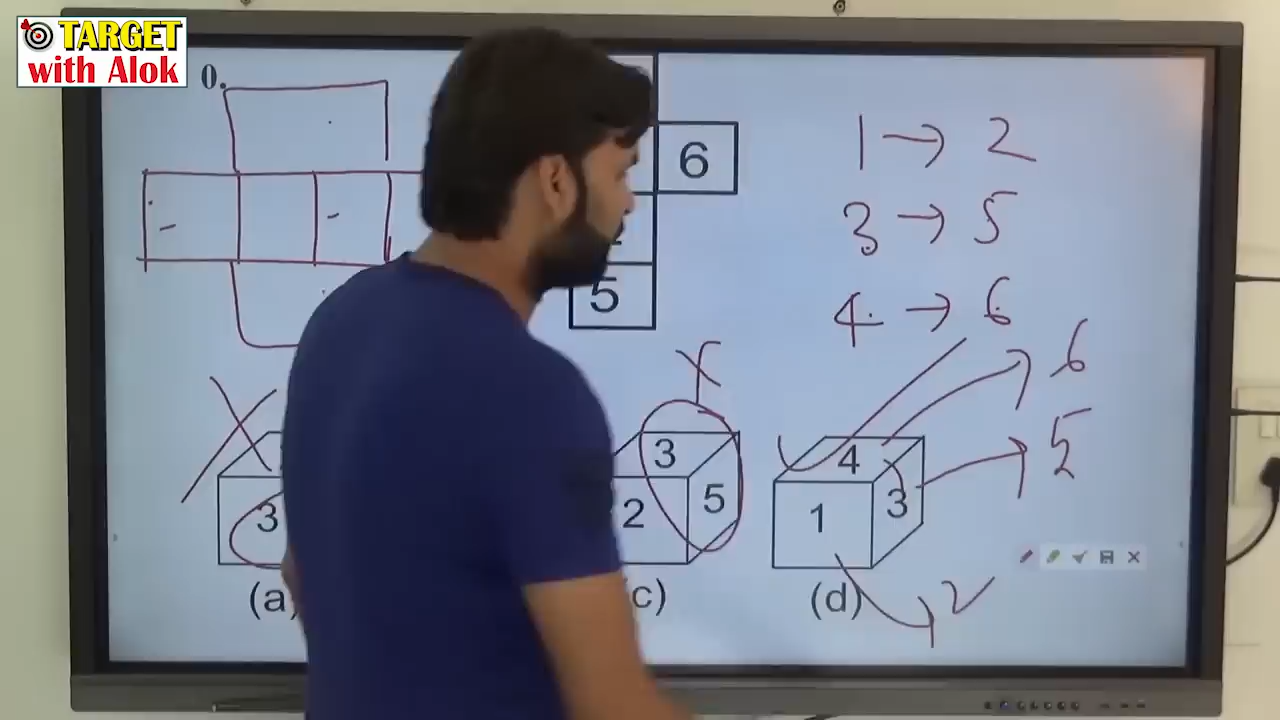 TARGET
with Alok
0.
6
5
1 → 2
3 → 5
4 → 6
6
5
3
3
2
5
4
1
3
2
(a)
c)
(d)